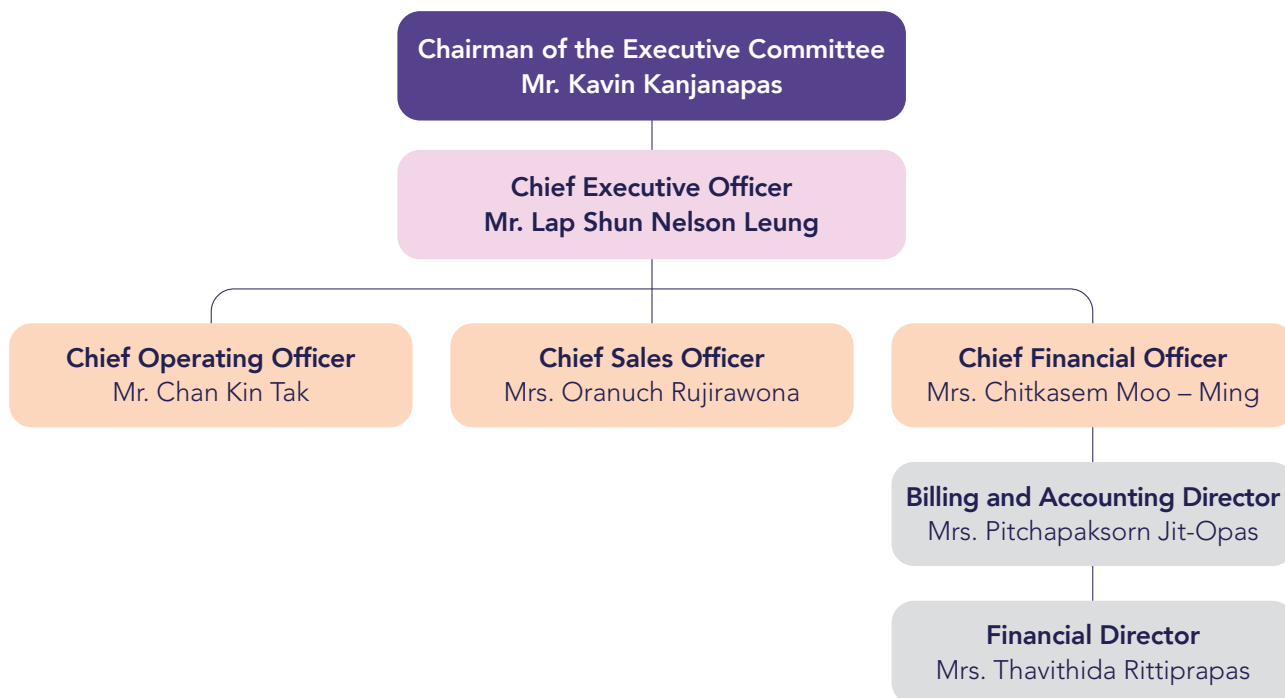 Chairman of the Executive Committee
Mr. Kavin Kanjanapas
Chief Executive Officer
Mr. Lap Shun Nelson Leung
Chief Operating Officer
Mr. Chan Kin Tak
Chief Sales Officer
Mrs. Oranuch Rujirawona
Chief Financial Officer
Mrs. Chitkasem Moo – Ming
Billing and Accounting Director
Mrs. Pitchapaksorn Jit-Opas
Financial Director
Mrs. Thavithida Rittiprapas